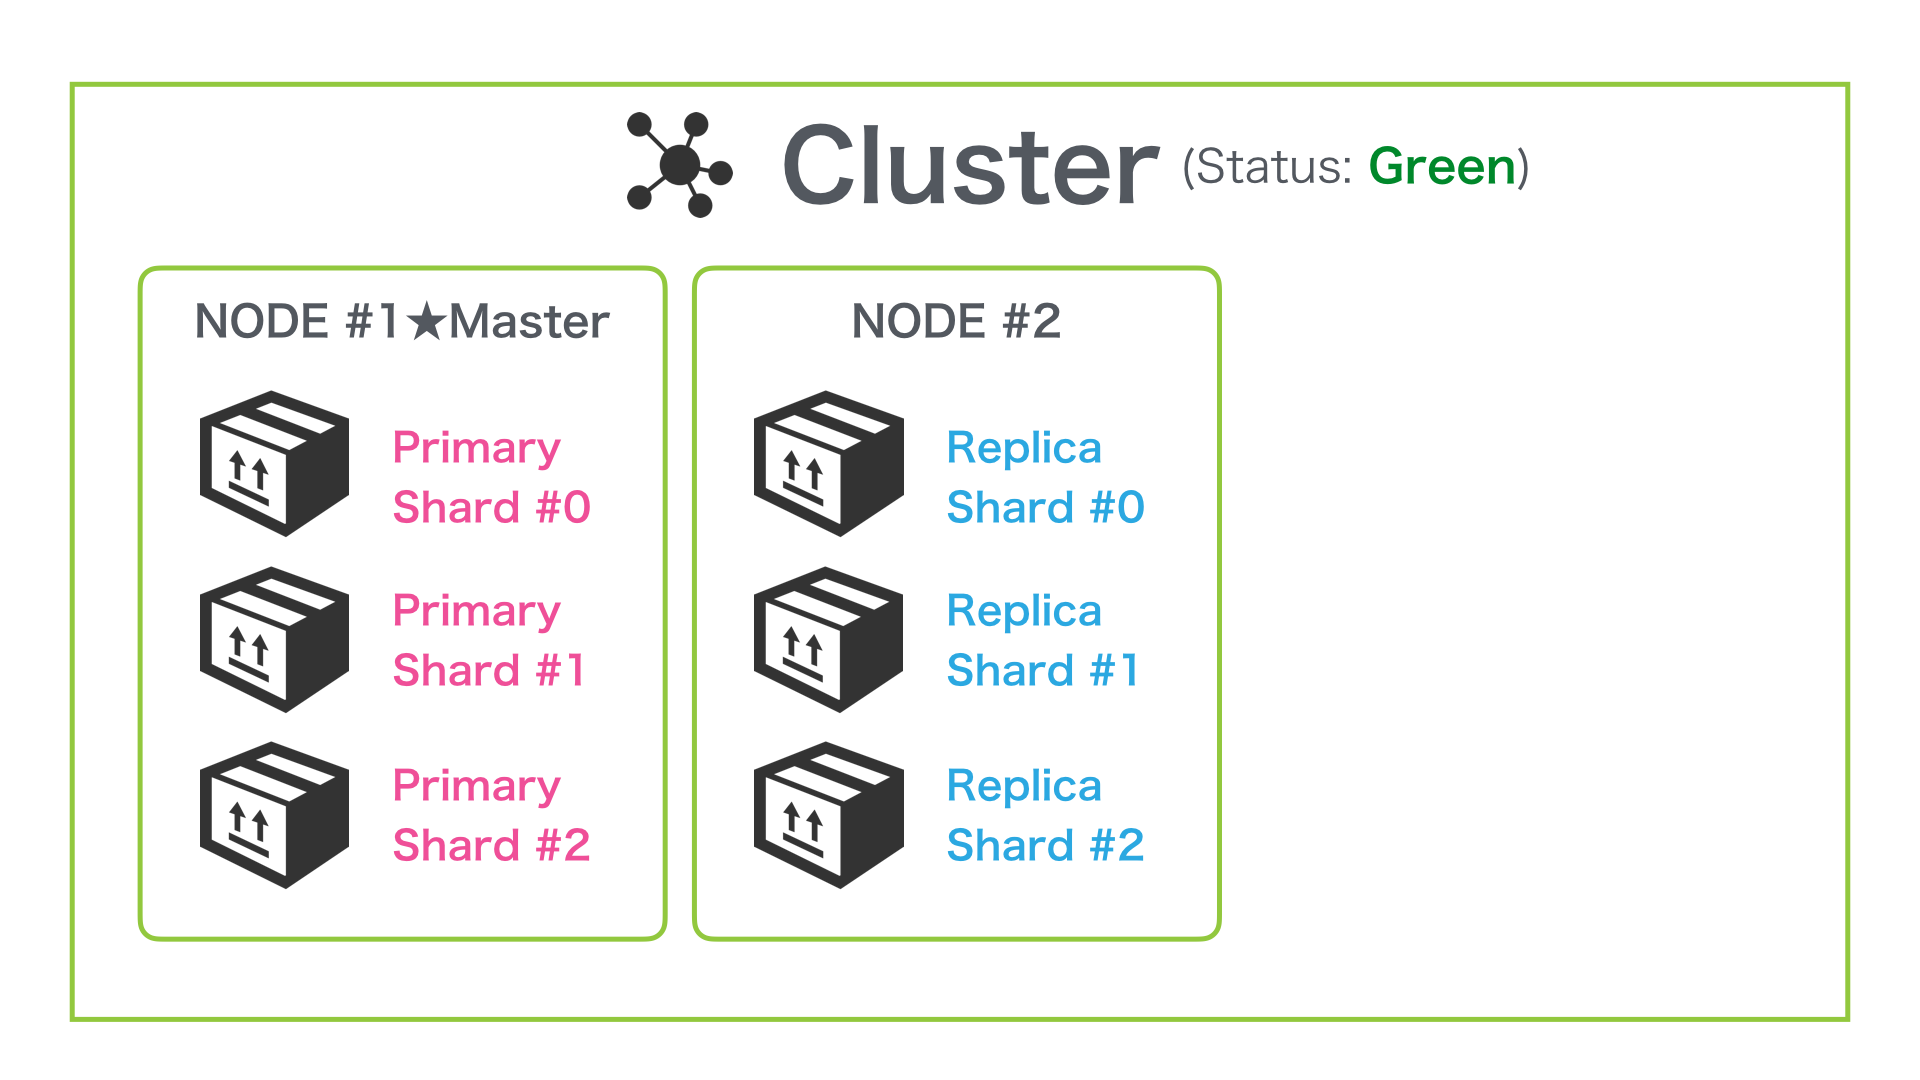 Cluster (Status: Green)
NODE #1★Master
Primary
Shard #0
Primary
Shard #1
Primary
Shard #2
NODE #2
Replica
Shard #0
Replica
Shard #1
Replica
Shard #2